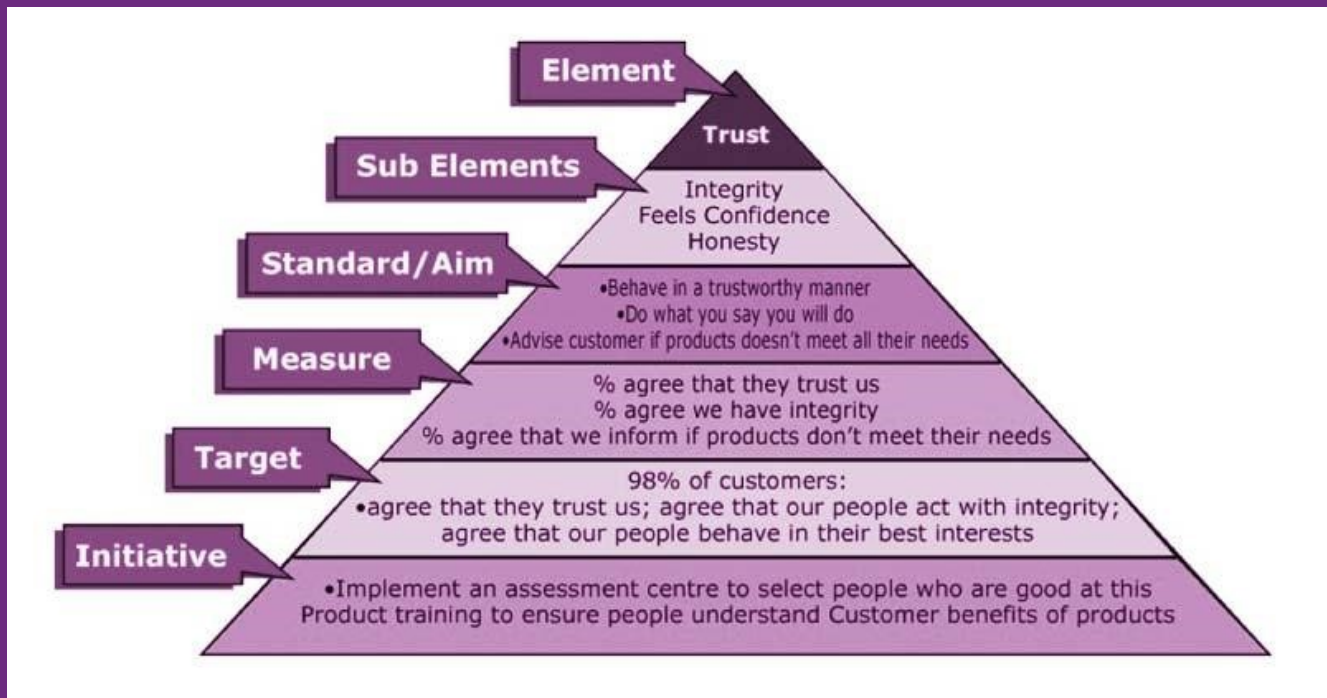 Element
Trust
Sub Elements
Integrity
Feels Confidence
Honesty
Standard/Aim
•Behave in a trustworthy manner
•Do what you say you will do
•Advise customer if products doesn't meet all their needs
Measure
% agree that they trust us
% agree we have integrity
% agree that we inform if products don't meet their needs
Target
98% of customers:
•agree that they trust us; agree that our people act with integrity;
agree that our people behave in their best interests
Initiative
•Implement an assessment centre to select people who are good at this
Product training to ensure people understand Customer benefits of products